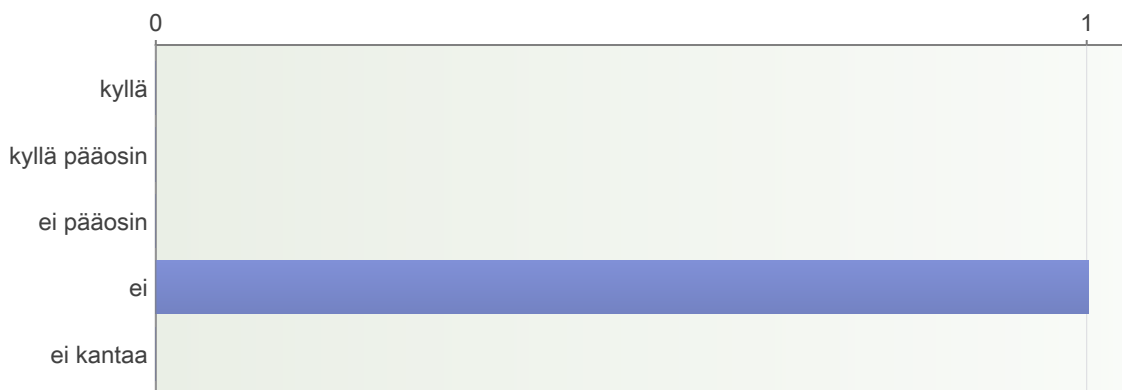 0 1
kyllä
kyllä pääosin
ei pääosin
ei
ei kantaa